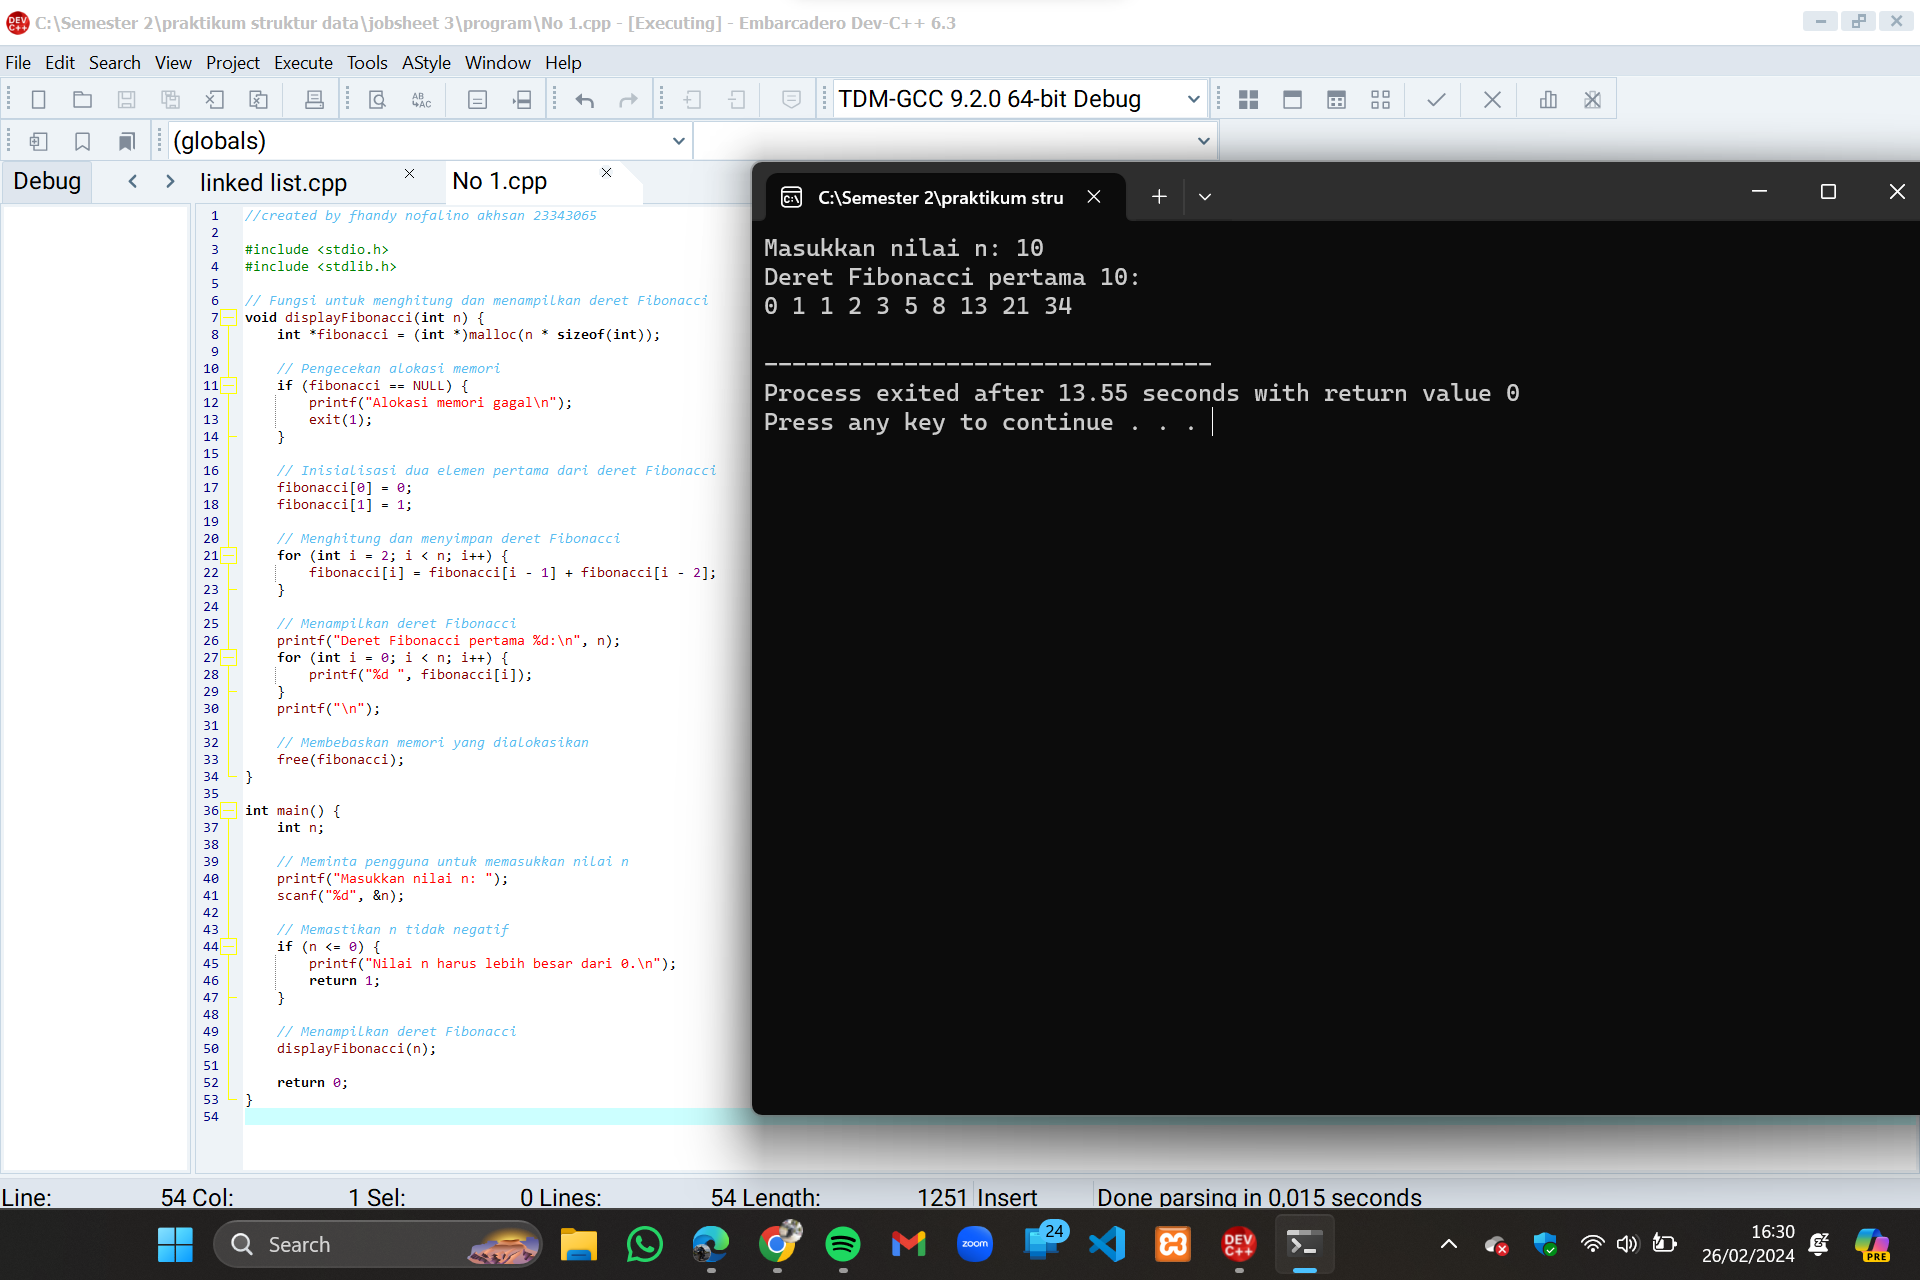 C:\Semester 2\praktikum struktur data\jobsheet 3\program\No 1.cpp - [Executing] - Embarcadero Dev-C++ 6.3
File Edit Search View Project Execute Tools AStyle Window Help
TDM-GCC 9.2.0 64-bit Debug
(globals)
Debug
linked list.cpp
No 1.cpp
1 //created by fhandy nofalino akhsan 23343065
2
3 #include <stdio.h>
4 #include <stdlib.h>
5
6 // Fungsi untuk menghitung dan menampilkan deret Fibonacci
7 void displayFibonacci(int n) {
8 int *fibonacci = (int *)malloc(n * sizeof(int));
9
10 // Pengecekan alokasi memori
11 if (fibonacci == NULL) {
12 printf("Alokasi memori gagal\n");
13 exit(1);
14 }
15
16 // Inisialisasi dua elemen pertama dari deret Fibonacci
17 fibonacci[0] = 0;
18 fibonacci[1] = 1;
19
20 // Menghitung dan menyimpan deret Fibonacci
21 for (int i = 2; i < n; i++) {
22 fibonacci[i] = fibonacci[i - 1] + fibonacci[i - 2];
23 }
24
25 // Menampilkan deret Fibonacci
26 printf("Deret Fibonacci pertama %d:\n", n);
27 for (int i = 0; i < n; i++) {
28 printf("%d ", fibonacci[i]);
29 }
30 printf("\n");
31
32 // Membebaskan memori yang dialokasikan
33 free(fibonacci);
34 }
35
36 int main() {
37 int n;
38
39 // Meminta pengguna untuk memasukkan nilai n
40 printf("Masukkan nilai n: ");
41 scanf("%d", &n);
42
43 // Memastikan n tidak negatif
44 if (n <= 0) {
45 printf("Nilai n harus lebih besar dari 0.\n");
46 return 1;
47 }
48
49 // Menampilkan deret Fibonacci
50 displayFibonacci(n);
51
52 return 0;
53 }
54
C:\Semester 2\praktikum stru
Masukkan nilai n: 10
Deret Fibonacci pertama 10:
0 1 1 2 3 5 8 13 21 34
--------------------------------
Process exited after 13.55 seconds with return value 0
Press any key to continue . . .
Line: 54 Col: 1 Sel: 0 Lines: 54 Length: 1251 Insert Done parsing in 0,015 seconds
Search
zoom
24
DEV C++
16:30
26/02/2024
PRE